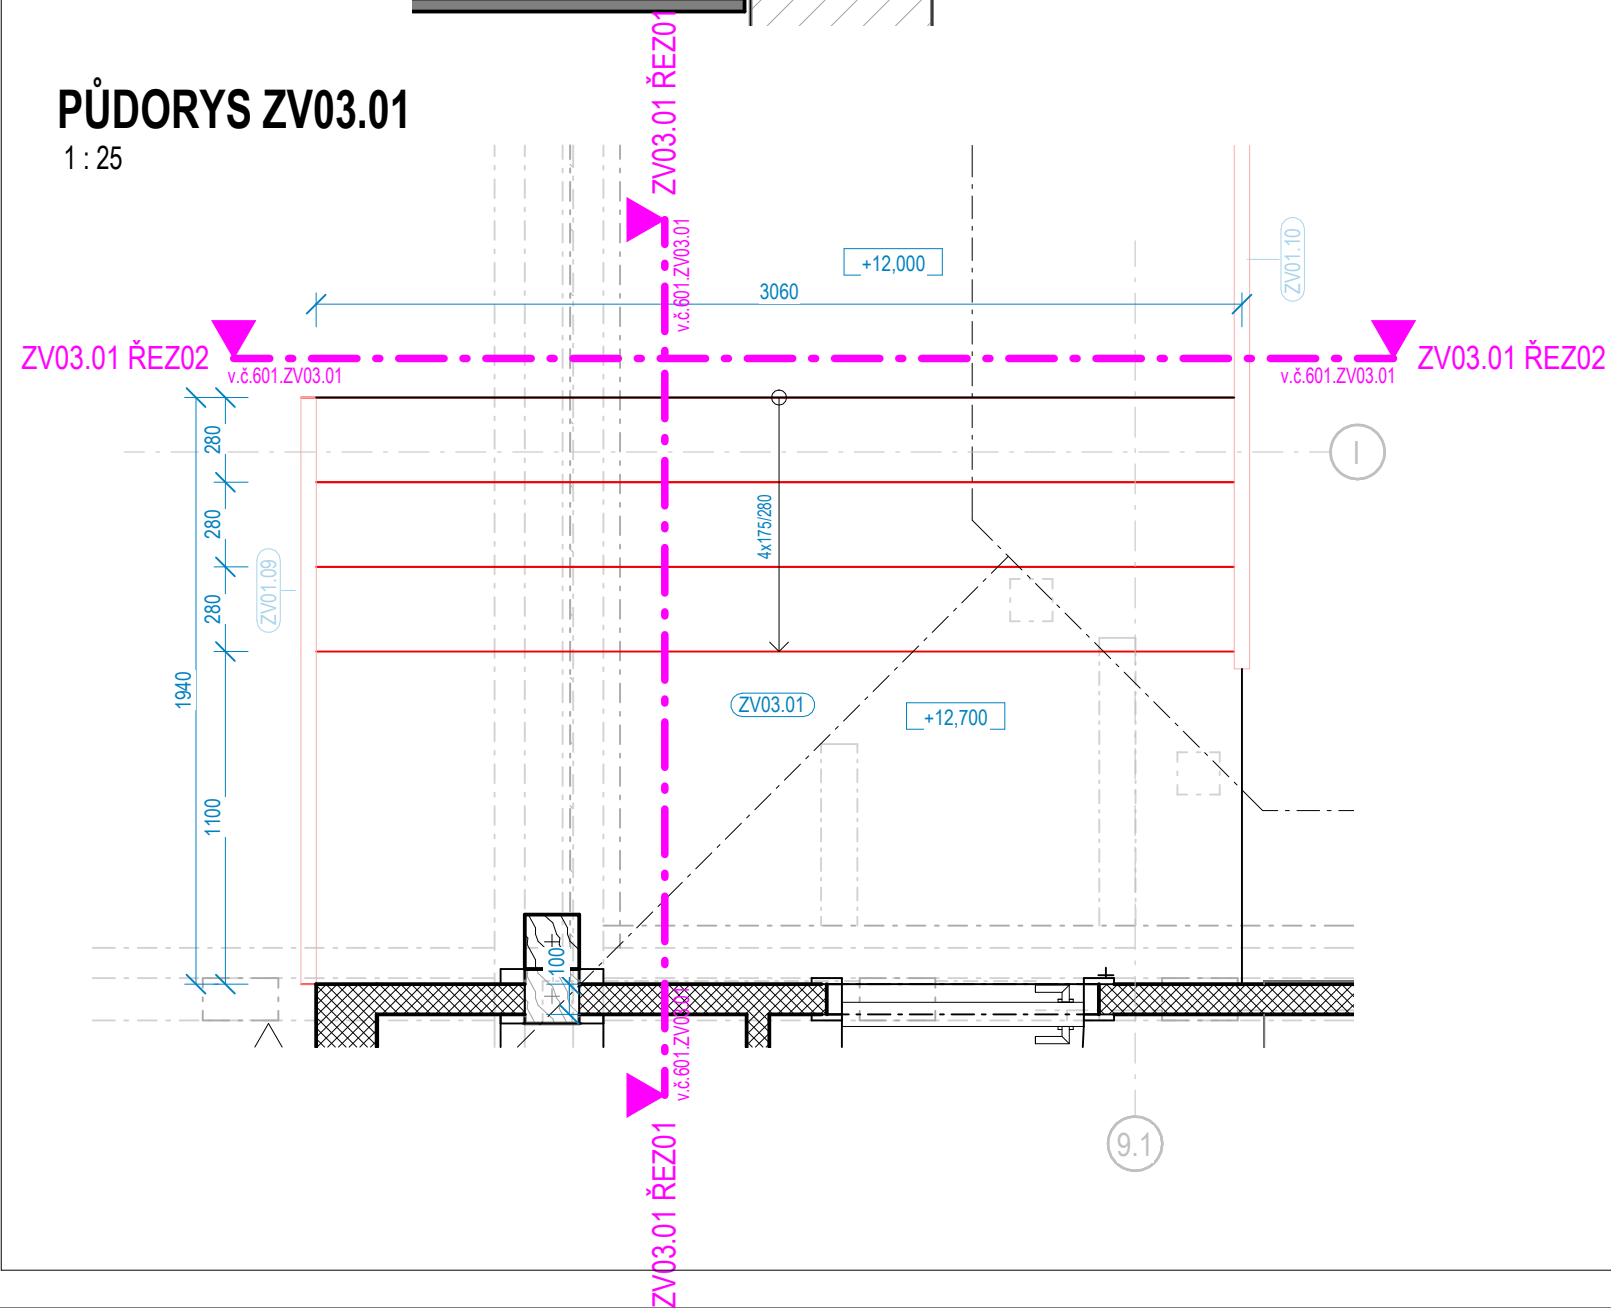 ZV03.01 ŘEZ01
PŮDORYS ZV03.01
1 : 25
v.č.601.ZV03.01
+12,000
ZV01.10
3060
ZV03.01 ŘEZ02
v.č.601.ZV03.01
ZV03.01 ŘEZ02
v.č.601.ZV03.01
280
I
280
4x175/280
ZV01.09
280
1940
ZV03.01
+12,700
1100
100
v.č.601.ZV03.01
9.1
ZV03.01 ŘEZ01